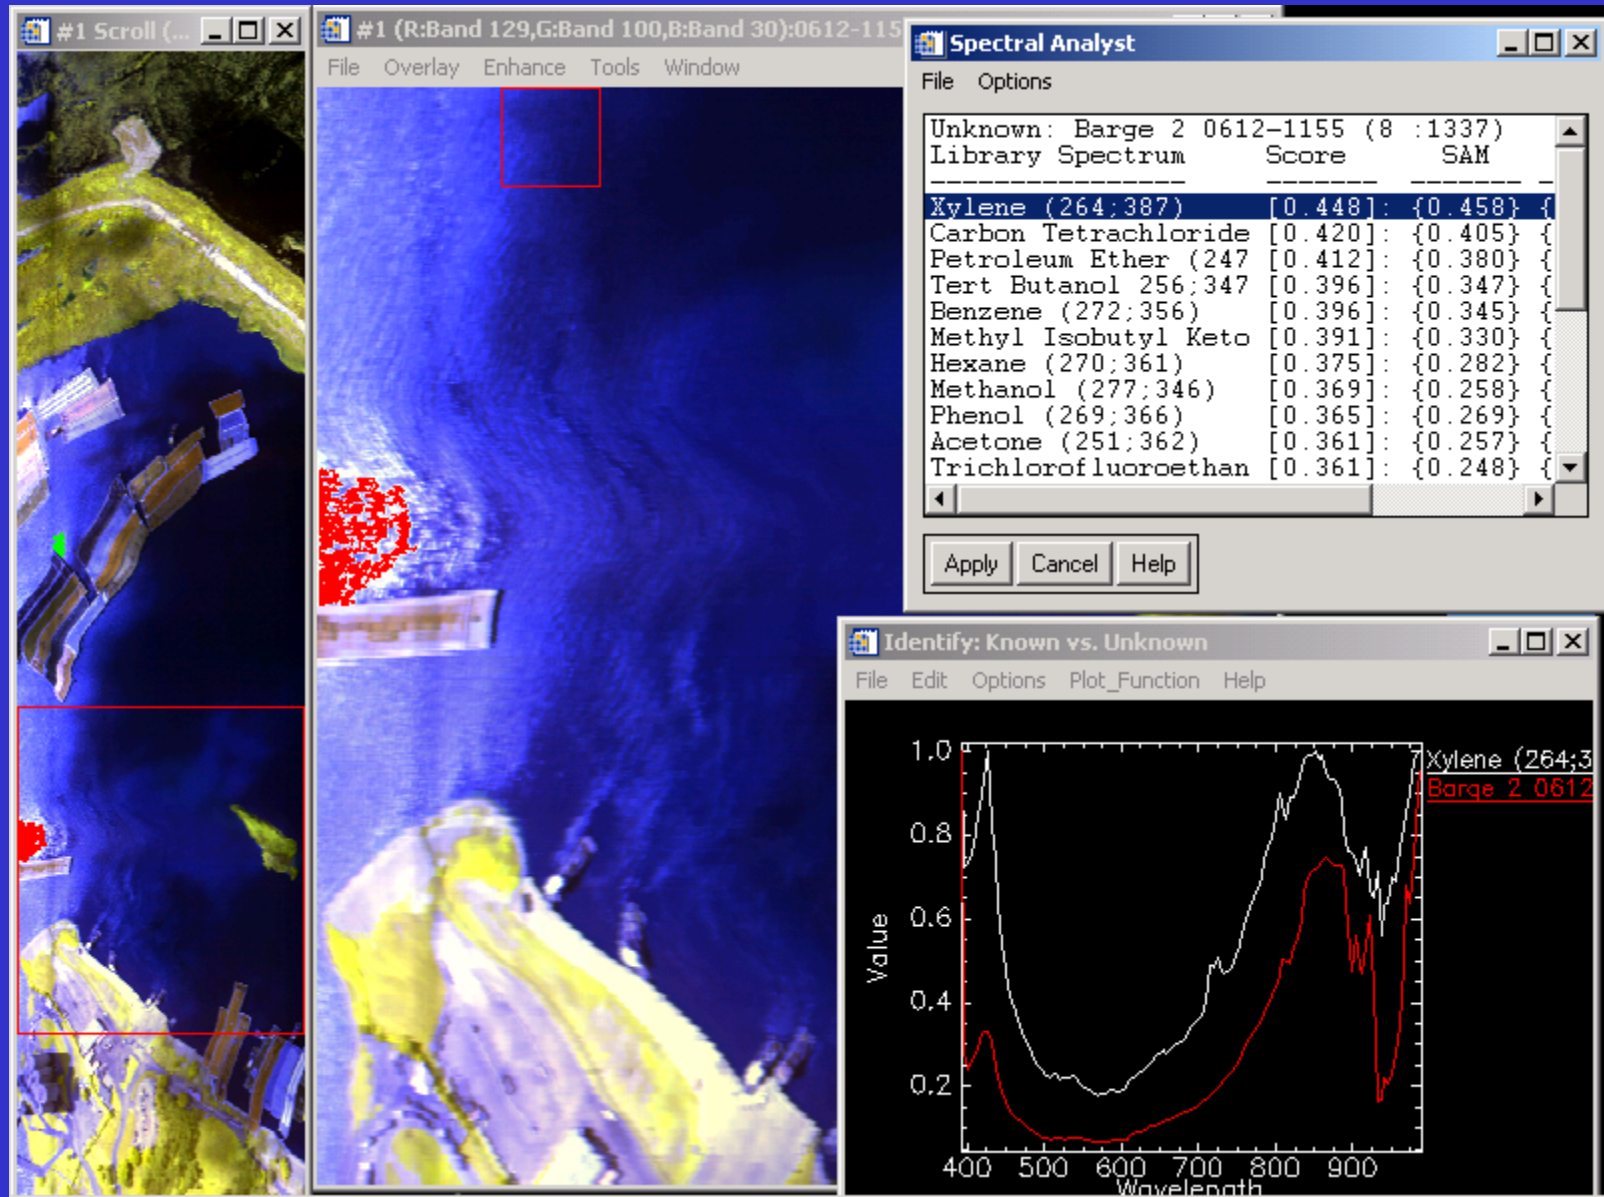 #1 Scroll (...
#1 (R:Band 129,G:Band 100,B:Band 30):0612-115
File Overlay Enhance Tools Window
Spectral Analyst
File Options
Unknown: Barge 2 0612-1155 (8 :1337)
Library Spectrum Score SAM
Xylene (264;387) [0.448]: {0.458} {
Carbon Tetrachloride [0.420]: {0.405} {
Petroleum Ether (247 [0.412]: {0.380} {
Tert Butanol 256;347 [0.396]: {0.347} {
Benzene (272;356) [0.396]: {0.345} {
Methyl Isobutyl Keto [0.391]: {0.330} {
Hexane (270;361) [0.375]: {0.282} {
Methanol (277;346) [0.369]: {0.258} {
Phenol (269;366) [0.365]: {0.269} {
Acetone (251;362) [0.361]: {0.257} {
Trichlorofluoroethan [0.361]: {0.248} {
Apply Cancel Help
Identify: Known vs. Unknown
File Edit Options Plot_Function Help
1.0
0.8
0.6
0.4
0.2
Value
400 500 600 700 800 900
Wavelength
Xylene (264;3
Barge 2 0612